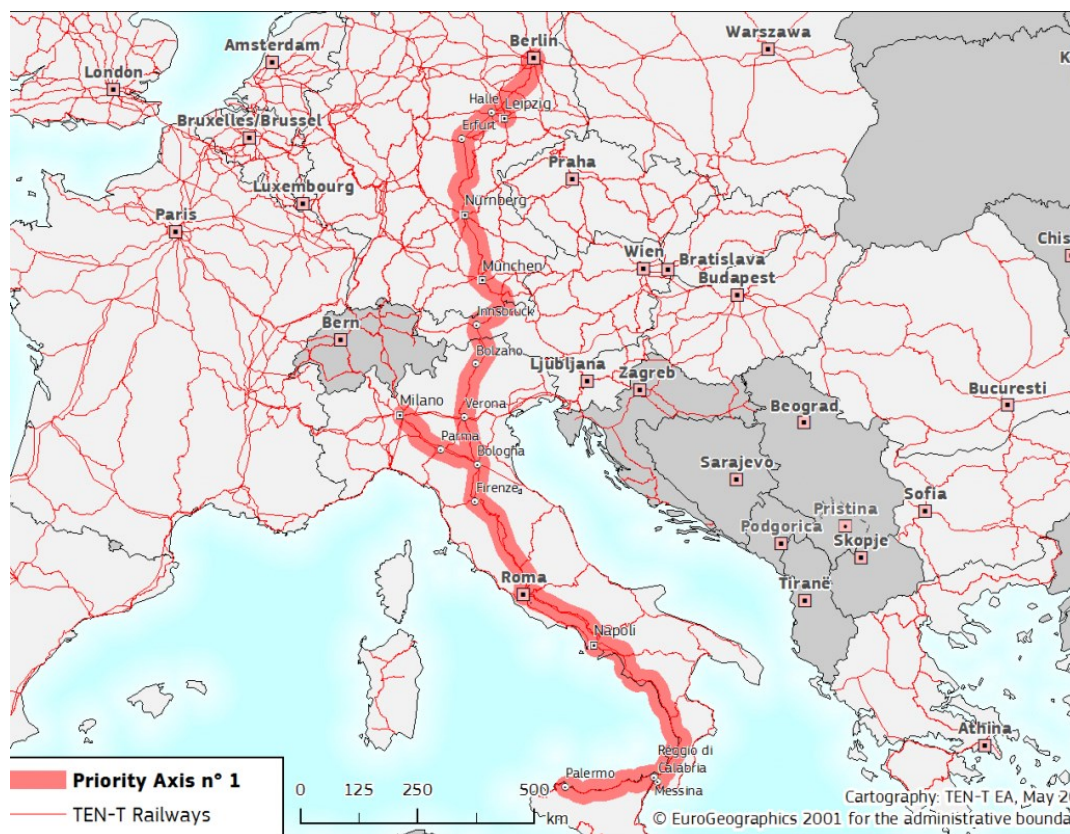 Amsterdam
Berlin
Warszawa
K
London
Halle
Leipzig
Bruxelles/Brussel
Erfurt
Praha
Luxembourg
Paris
Nürnberg
Chis
Wien
Bratislava
München
Budapest
Innsbruck
Bern
Bolzano
Ljubljana
Zagreb
Milano
Verona
Bucuresti
Beograd
Parma
Bologna
Sarajevo
Firenze
Sofia
Pristina
Podgorica
Skopje
Roma
Tiranë
Napoli
Athina
Reggio di
Calabria
Palermo
Messina
Priority Axis n° 1
TEN-T Railways
0 125 250 500
km
Cartography: TEN-T EA, May 20
© EuroGeographics 2001 for the administrative bounda